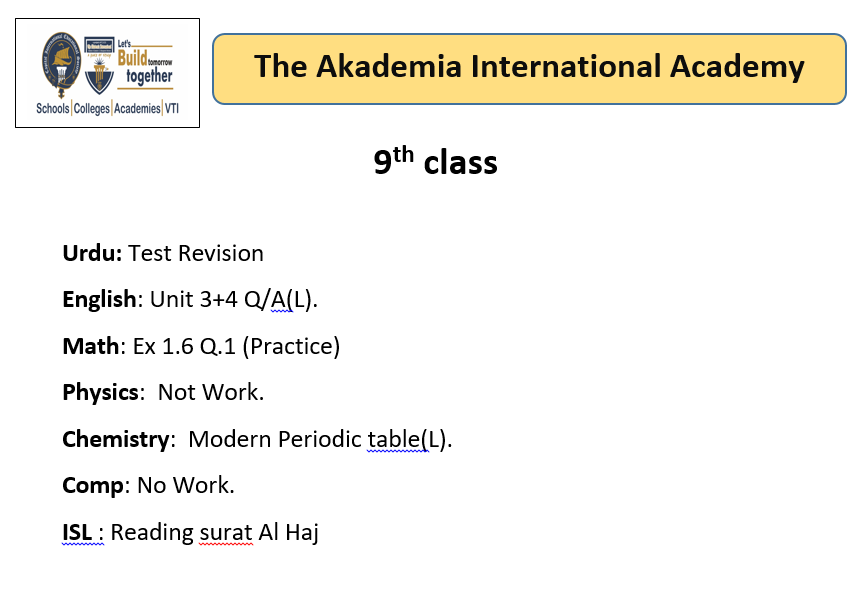 Let's
Build tomorrow
together
Schools|Colleges|Academies|VTI
The Akademia International Academy
9th class
Urdu: Test Revision
English: Unit 3+4 Q/A(L).
Math: Ex 1.6 Q.1 (Practice)
Physics:  Not Work.
Chemistry:  Modern Periodic table(L).
Comp: No Work.
ISL : Reading surat Al Haj